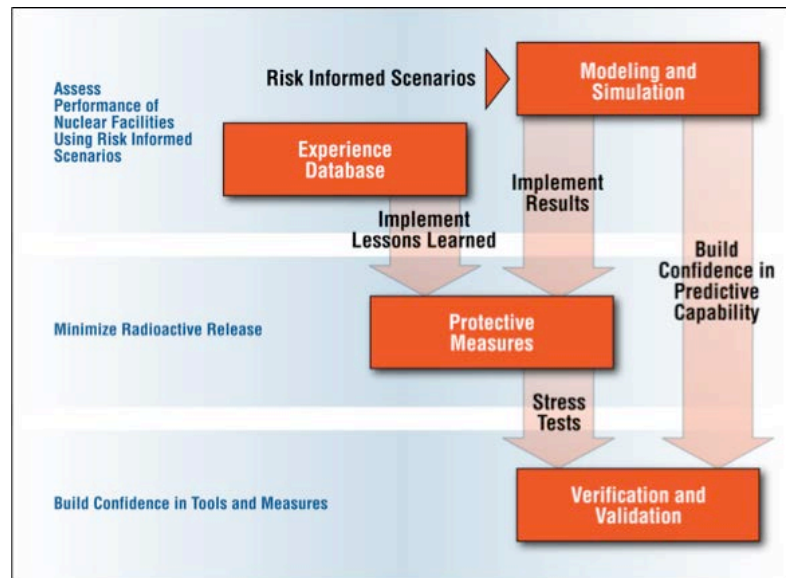 Assess
Performance of
Nuclear Facilities
Using Risk Informed
Scenarios
Risk Informed Scenarios
Modeling and
Simulation
Experience
Database
Implement
Lessons Learned
Implement
Results
Build
Confidence in
Predictive
Capability
Minimize Radioactive Release
Protective
Measures
Stress
Tests
Build Confidence in Tools and Measures
Verification and
Validation